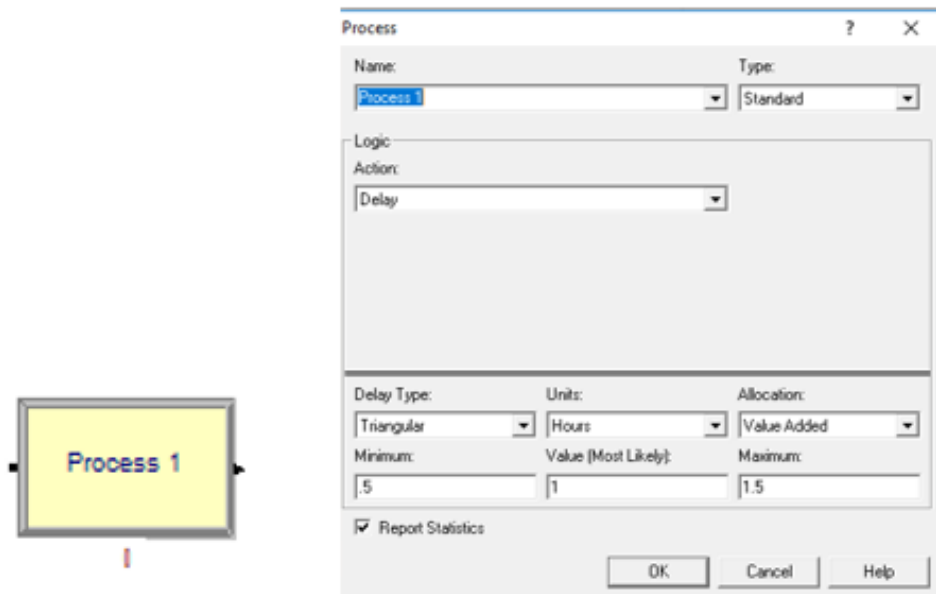 Process
Name:
Type:
Process 1
Standard
Logic
Action:
Delay
Delay Type:
Units:
Allocation:
Triangular
Hours
Value Added
Minimum:
Value (Most Likely):
Maximum:
.5
1
1.5
Report Statistics
OK
Cancel
Help
Process 1